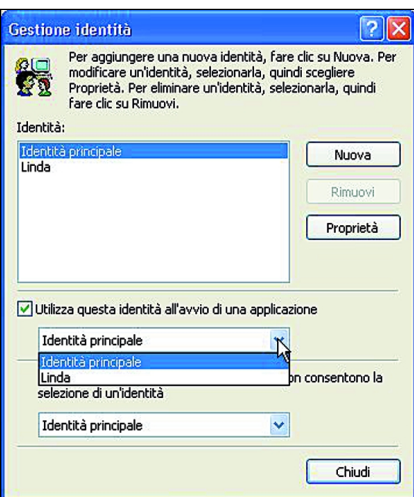 Gestione identità
Per aggiungere una nuova identità, fare clic su Nuova. Per
modificare un'identità, selezionarla, quindi scegliere
Proprietà. Per eliminare un'identità, selezionarla, quindi
fare clic su Rimuovi.
Identità:
Identità principale
Linda
Nuova
Rimuovi
Proprietà
Utilizza questa identità all'avvio di una applicazione
Identità principale
Identità principale
Linda
consentono la
selezione di un'identità
Identità principale
Chiudi